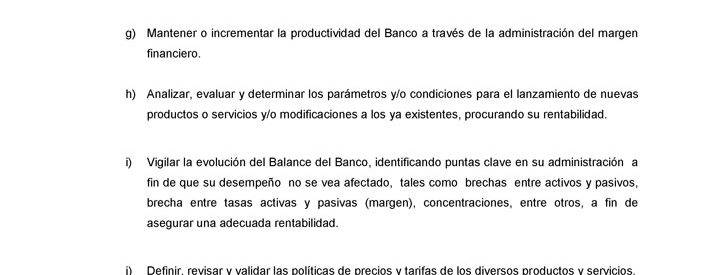 g) Mantener o incrementar la productividad del Banco a través de la administración del margen
financiero.
h) Analizar, evaluar y determinar los parámetros y/o condiciones para el lanzamiento de nuevas
productos o servicios y/o modificaciones a los ya existentes, procurando su rentabilidad.
i) Vigilar la evolución del Balance del Banco, identificando puntas clave en su administración a
fin de que su desempeño no se vea afectado, tales como brechas entre activos y pasivos,
brecha entre tasas activas y pasivas (margen), concentraciones, entre otros, a fin de
asegurar una adecuada rentabilidad.
j) Definir, revisar y validar las políticas de precios y tarifas de los diversos productos y servicios.